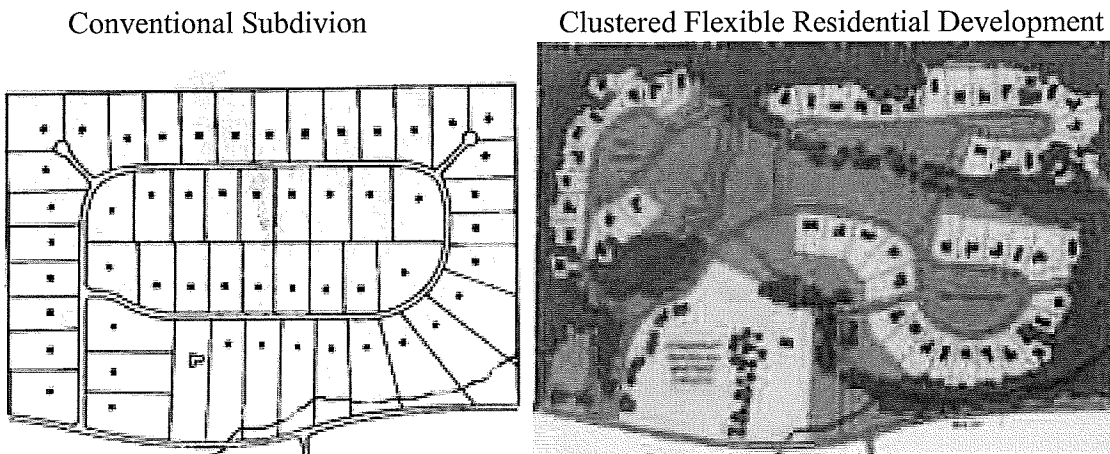 Conventional Subdivion
Clustered Flexible Residential Development